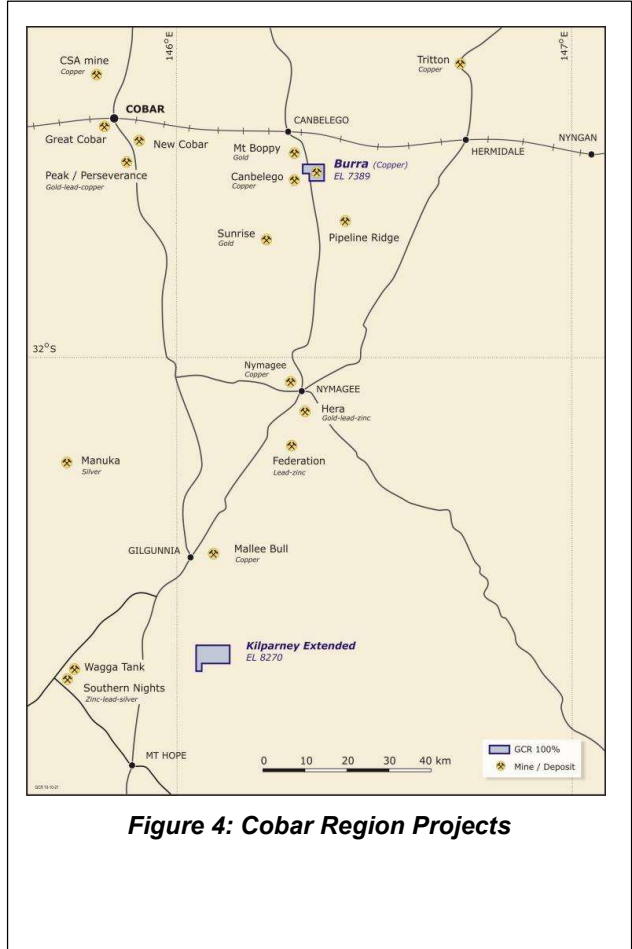 146°E
147°E
CSA mine
Copper
Tritton
Copper
COBAR
CANBELEGO
Great Cobar
New Cobar
Mt Boppy
Gold
HERMIDALE
NYNGAN
Peak / Perseverance
Gold-lead-copper
Canbelego
Copper
Burra (Copper)
EL 7389
Sunrise
Gold
Pipeline Ridge
32°S
Nymagee
Copper
NYMAGEE
Hera
Gold-lead-zinc
Manuka
Silver
Federation
Lead-zinc
GILGUNNIA
Mallee Bull
Copper
Kilparney Extended
EL 8270
Wagga Tank
Southern Nights
Zinc-lead-silver
MT HOPE
0 10 20 30 40 km
GCR 100%
Mine / Deposit
Figure 4: Cobar Region Projects